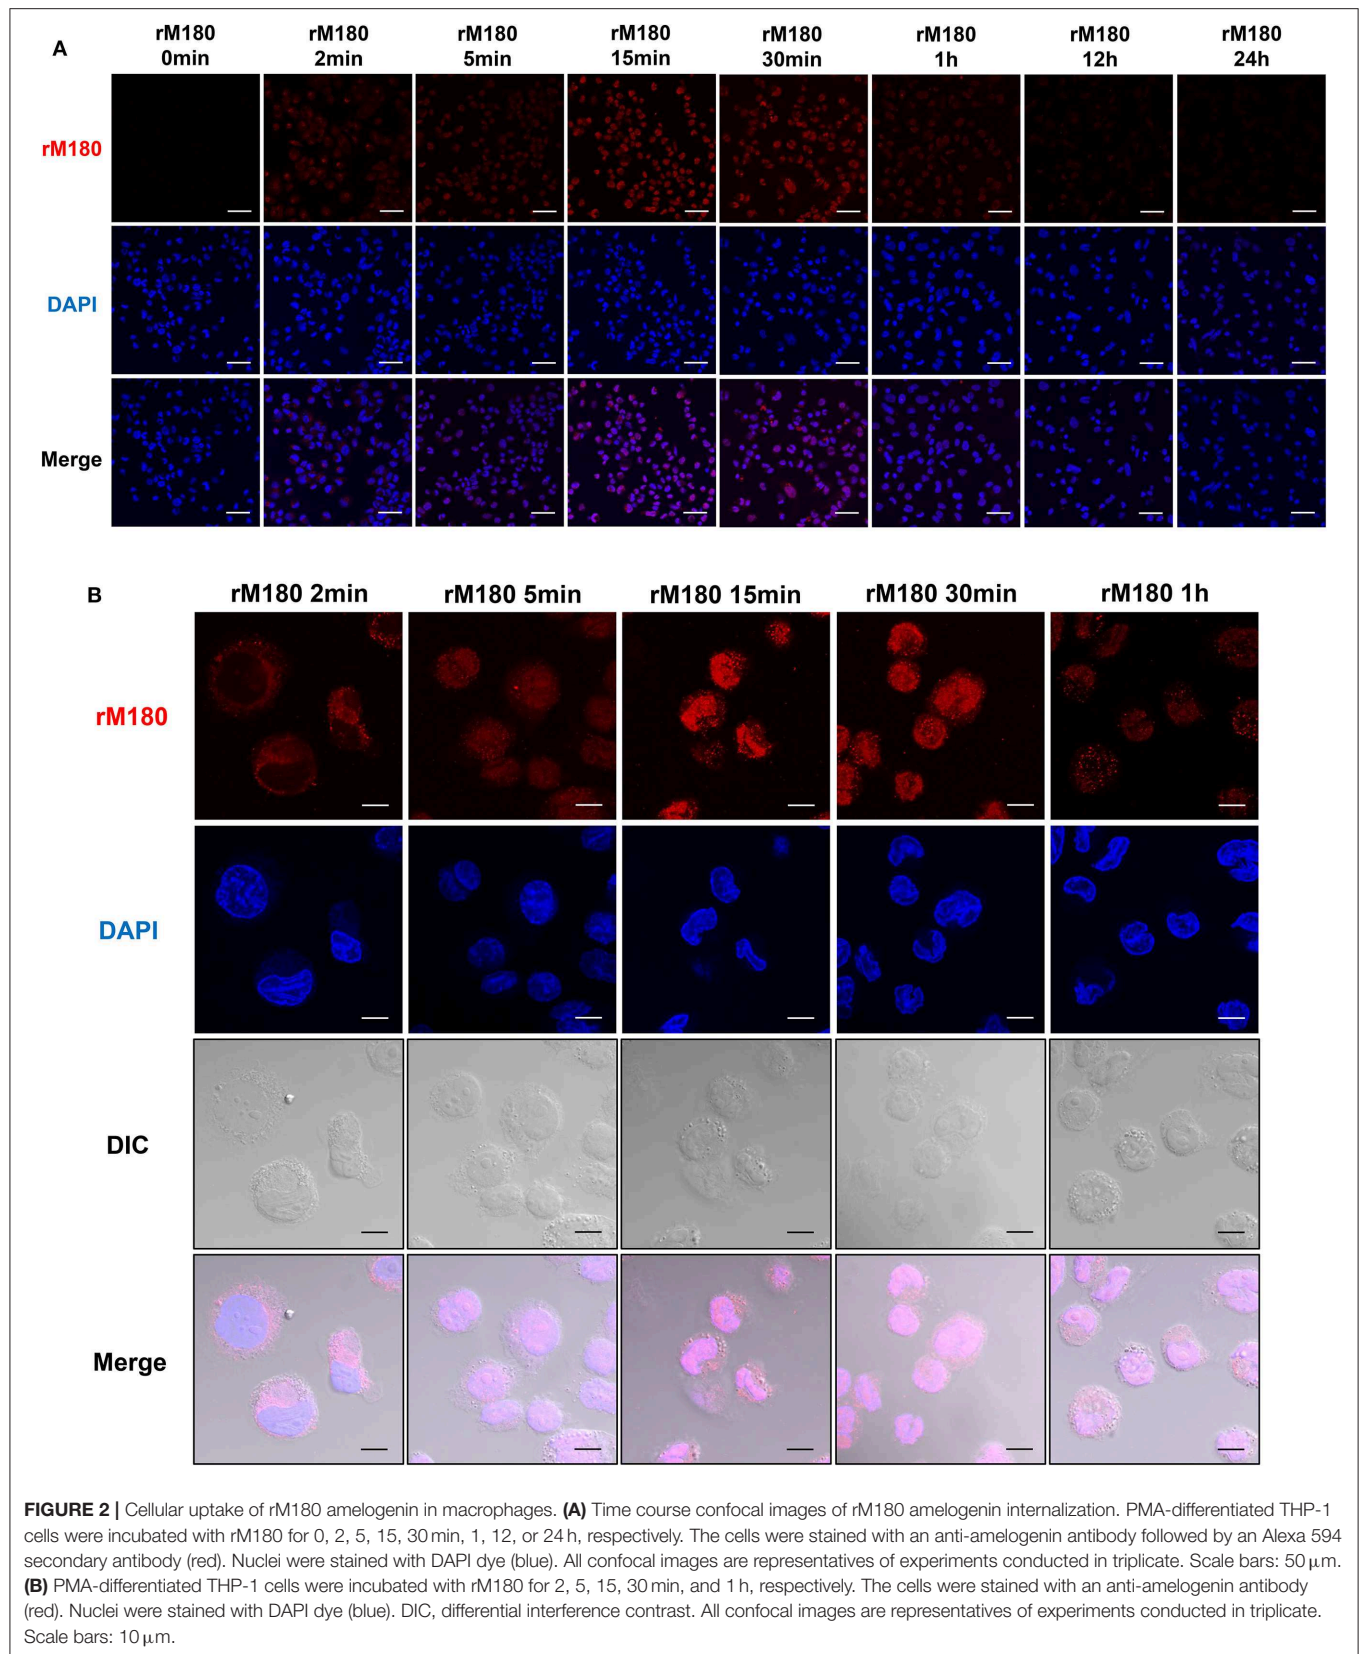 A
rM180 0min
rM180 2min
rM180 5min
rM180 15min
rM180 30min
rM180 1h
rM180 12h
rM180 24h
rM180
DAPI
Merge
B
rM180 2min
rM180 5min
rM180 15min
rM180 30min
rM180 1h
rM180
DAPI
DIC
Merge
FIGURE 2 | Cellular uptake of rM180 amelogenin in macrophages. (A) Time course confocal images of rM180 amelogenin internalization. PMA-differentiated THP-1
cells were incubated with rM180 for 0, 2, 5, 15, 30 min, 1, 12, or 24 h, respectively. The cells were stained with an anti-amelogenin antibody followed by an Alexa 594
secondary antibody (red). Nuclei were stained with DAPI dye (blue). All confocal images are representatives of experiments conducted in triplicate. Scale bars: 50 µm.
(B) PMA-differentiated THP-1 cells were incubated with rM180 for 2, 5, 15, 30 min, and 1 h, respectively. The cells were stained with an anti-amelogenin antibody
(red). Nuclei were stained with DAPI dye (blue). DIC, differential interference contrast. All confocal images are representatives of experiments conducted in triplicate.
Scale bars: 10 µm.